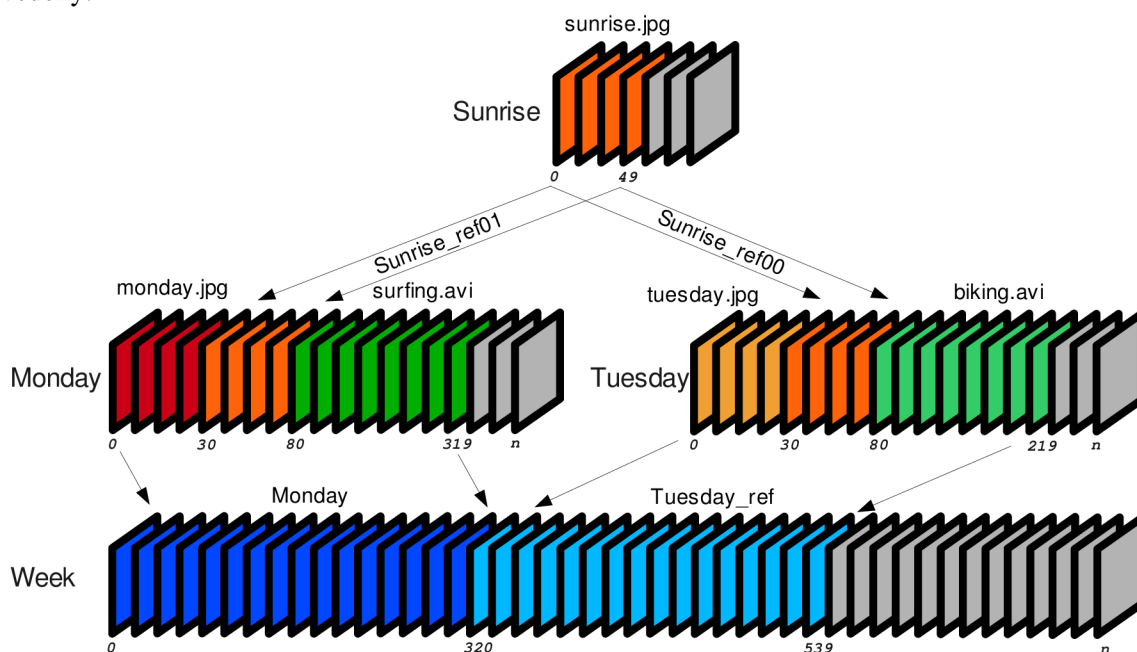 sunrise.jpg
Sunrise
0 49
Sunrise_ref01
Sunrise_ref00
monday.jpg surfing.avi tuesday.jpg biking.avi
Monday Tuesday
0 30 80 319 n 0 30 80 219 n
Monday Tuesday_ref
Week
0 320 539 n